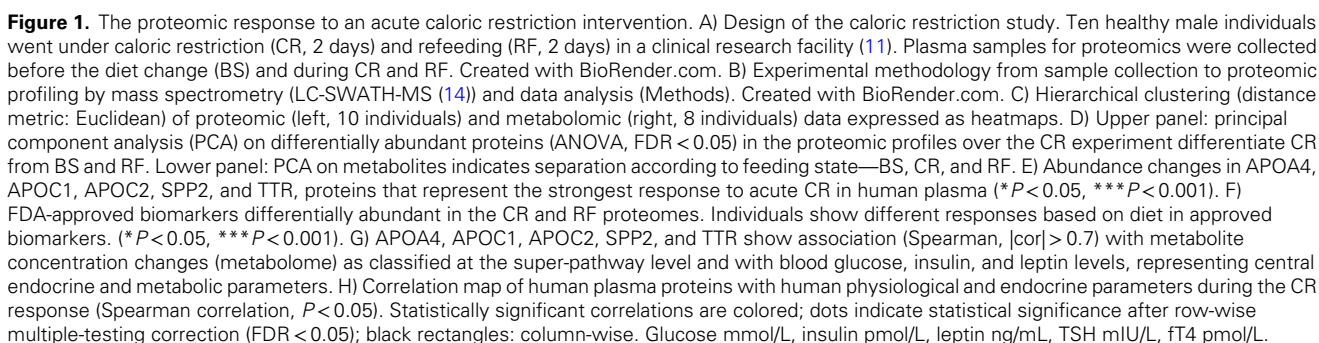 Figure 1. The proteomic response to an acute caloric restriction intervention. A) Design of the caloric restriction study. Ten healthy male individuals
went under caloric restriction (CR, 2 days) and refeeding (RF, 2 days) in a clinical research facility (11). Plasma samples for proteomics were collected
before the diet change (BS) and during CR and RF. Created with BioRender.com. B) Experimental methodology from sample collection to proteomic
profiling by mass spectrometry (LC-SWATH-MS (14)) and data analysis (Methods). Created with BioRender.com. C) Hierarchical clustering (distance
metric: Euclidean) of proteomic (left, 10 individuals) and metabolomic (right, 8 individuals) data expressed as heatmaps. D) Upper panel: principal
component analysis (PCA) on differentially abundant proteins (ANOVA, FDR < 0.05) in the proteomic profiles over the CR experiment differentiate CR
from BS and RF. Lower panel: PCA on metabolites indicates separation according to feeding state—BS, CR, and RF. E) Abundance changes in APOA4,
APOC1, APOC2, SPP2, and TTR, proteins that represent the strongest response to acute CR in human plasma (*P < 0.05, ***P < 0.001). F)
FDA-approved biomarkers differentially abundant in the CR and RF proteomes. Individuals show different responses based on diet in approved
biomarkers. (*P < 0.05, ***P < 0.001). G) APOA4, APOC1, APOC2, SPP2, and TTR show association (Spearman, |cor| > 0.7) with metabolite
concentration changes (metabolome) as classified at the super-pathway level and with blood glucose, insulin, and leptin levels, representing central
endocrine and metabolic parameters. H) Correlation map of human plasma proteins with human physiological and endocrine parameters during the CR
response (Spearman correlation, P < 0.05). Statistically significant correlations are colored; dots indicate statistical significance after row-wise
multiple-testing correction (FDR < 0.05); black rectangles: column-wise. Glucose mmol/L, insulin pmol/L, leptin ng/mL, TSH mIU/L, fT4 pmol/L.